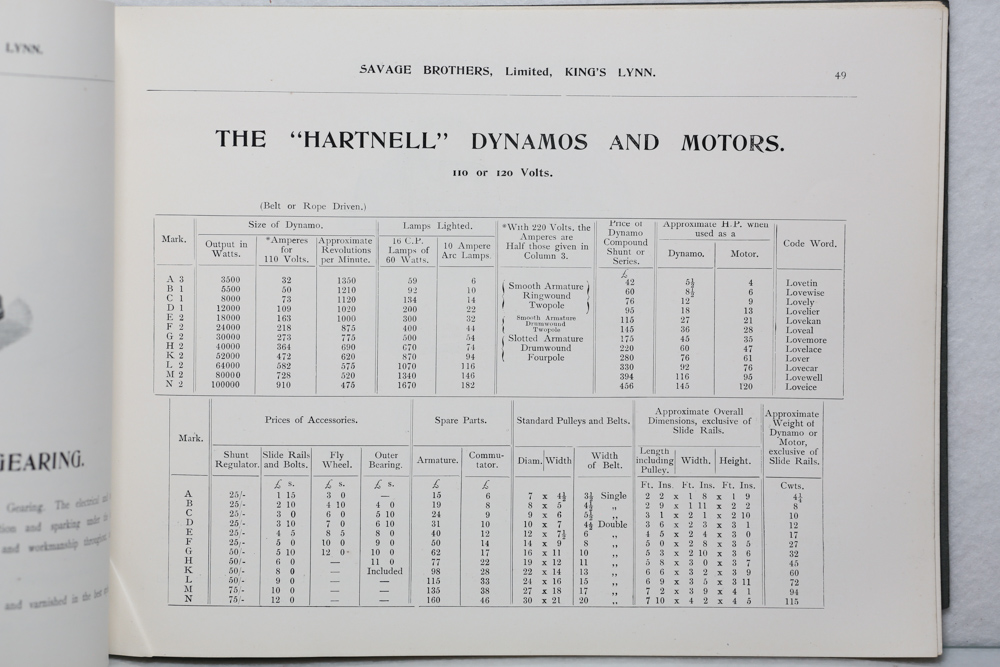 LYNN.
GEARING.
Gearing. The electrical
tion and sparking under
and workmanship throughout,
and varnished in the best
SAVAGE BROTHERS, Limited, KING'S LYNN.
49
THE "HARTNELL" DYNAMOS AND MOTORS.
110 or 120 Volts.
(Belt or Rope Driven.)
Mark. Size of Dynamo. Lamps Lighted. *With 220 Volts, the Amperes are Half those given in Column 3. Price of Dynamo Compound Shunt or Series. Approximate H.P. when used as a Code Word.
Output in Watts. *Amperes for 110 Volts. Approximate Revolutions per Minute. 16 C.P. Lamps of 60 Watts. 10 Ampere Arc Lamps. Dynamo. Motor.
£
A 3 3500 32 1350 59 6 Smooth Armature 42 5½ 4 Lovetin
B 1 5500 50 1210 92 10 Ringwound 60 8½ 6 Lovewise
C 1 8000 73 1120 134 14 Twopole 76 12 9 Lovely
D 1 12000 109 1020 200 22 95 18 13 Lovelier
E 2 18000 163 1000 300 32 Smooth Armature 115 27 21 Lovekan
F 2 24000 218 875 400 44 Drumwound Twopole 145 36 28 Loveal
G 2 30000 273 775 500 54 Slotted Armature 175 45 35 Lovemore
H 2 40000 364 690 670 74 Drumwound 220 60 47 Lovelace
K 2 52000 472 620 870 94 Fourpole 280 76 61 Lover
L 2 64000 582 575 1070 116 330 92 76 Lovecar
M 2 80000 728 520 1340 146 394 116 95 Lovewell
N 2 100000 910 475 1670 182 456 145 120 Loveice
Mark. Prices of Accessories. Spare Parts. Standard Pulleys and Belts. Approximate Overall Dimensions, exclusive of Slide Rails. Approximate Weight of Dynamo or Motor, exclusive of Slide Rails.
Shunt Regulator. Slide Rails and Bolts. Fly Wheel. Outer Bearing. Armature. Commutator. Diam. Width Width of Belt. Length including Pulley. Width. Height.
£ s. £ s. £ s. £ £ Ft. Ins. Ft. Ins. Ft. Ins. Cwts.
A 25/- 1 15 3 0 — 15 6 7 x 4½ 3½ Single 2 2 x 1 8 x 1 9 4¼
B 25/- 2 10 4 10 4 0 19 8 8 x 5 4½ ,, 2 9 x 1 11 x 2 2 8
C 25/- 3 0 6 0 5 10 24 9 9 x 6 5½ ,, 3 1 x 2 1 x 2 10 10
D 25/- 3 10 7 0 6 10 31 10 10 x 7 4½ Double 3 6 x 2 3 x 3 1 12
E 25/- 4 5 8 5 8 0 40 12 12 x 7½ 6 ,, 4 5 x 2 4 x 3 0 17
F 25/- 5 0 10 0 9 0 50 14 14 x 9 8 ,, 5 0 x 2 8 x 3 5 27
G 50/- 5 10 12 0 10 0 62 17 16 x 11 10 ,, 5 3 x 2 10 x 3 6 32
H 50/- 6 0 — 11 0 77 22 19 x 12 11 ,, 5 8 x 3 0 x 3 7 45
K 50/- 8 0 — Included 98 28 22 x 14 13 ,, 6 6 x 3 2 x 3 9 60
L 50/- 9 0 — — 115 33 24 x 16 15 ,, 6 9 x 3 5 x 3 11 72
M 75/- 10 0 — — 135 38 27 x 18 17 ,, 7 2 x 3 9 x 4 1 94
N 75/- 12 0 — — 160 46 30 x 21 20 ,, 7 10 x 4 2 x 4 5 115